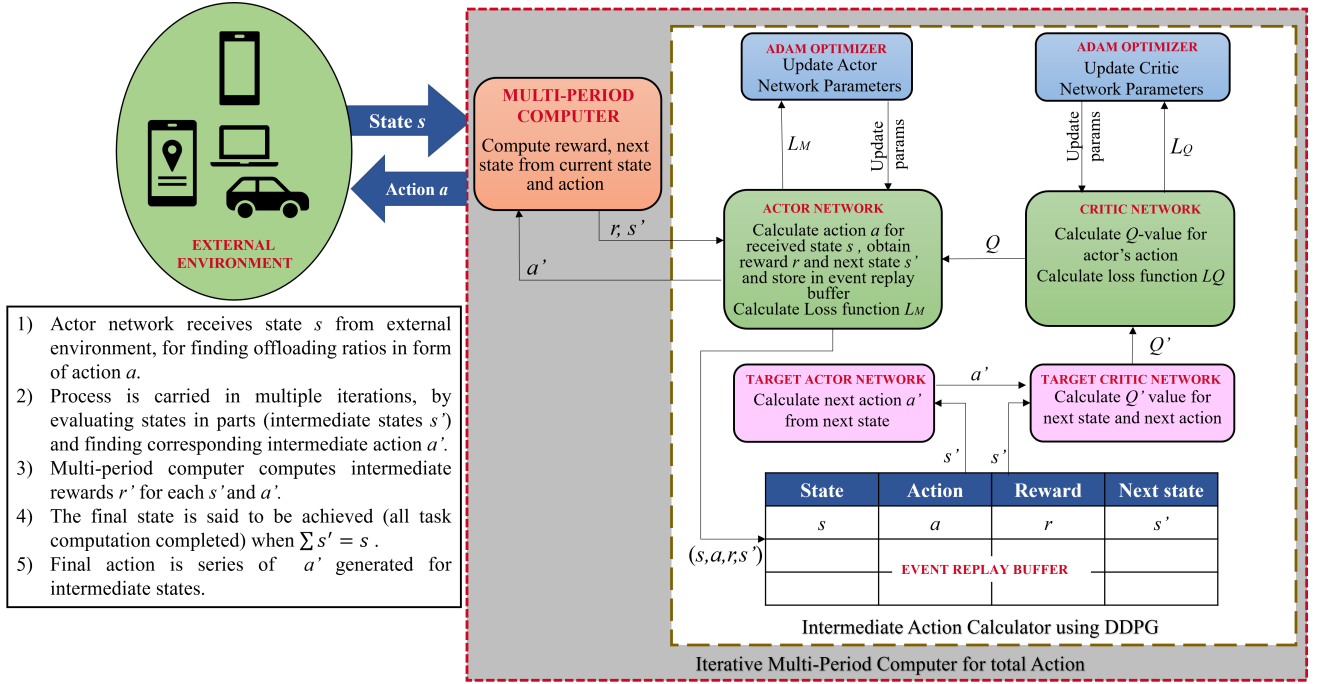 EXTERNAL
ENVIRONMENT
State s
Action a
MULTI-PERIOD
COMPUTER
Compute reward, next
state from current state
and action
r, s’
a’
ADAM OPTIMIZER
Update Actor
Network Parameters
ADAM OPTIMIZER
Update Critic
Network Parameters
LM
Update
params
Update
params
LQ
ACTOR NETWORK
Calculate action a for
received state s , obtain
reward r and next state s’
and store in event replay
buffer
Calculate Loss function LM
Q
CRITIC NETWORK
Calculate Q-value for
actor’s action
Calculate loss function LQ
Q’
TARGET ACTOR NETWORK
Calculate next action a’
from next state
a’
TARGET CRITIC NETWORK
Calculate Q’ value for
next state and next action
s’
s’
State Action Reward Next state
s a r s’
(s,a,r,s’)
EVENT REPLAY BUFFER
Intermediate Action Calculator using DDPG
Iterative Multi-Period Computer for total Action
1) Actor network receives state s from external
environment, for finding offloading ratios in form
of action a.
2) Process is carried in multiple iterations, by
evaluating states in parts (intermediate states s’)
and finding corresponding intermediate action a’.
3) Multi-period computer computes intermediate
rewards r’ for each s’ and a’.
4) The final state is said to be achieved (all task
computation completed) when ∑ s′ = s .
5) Final action is series of a’ generated for
intermediate states.